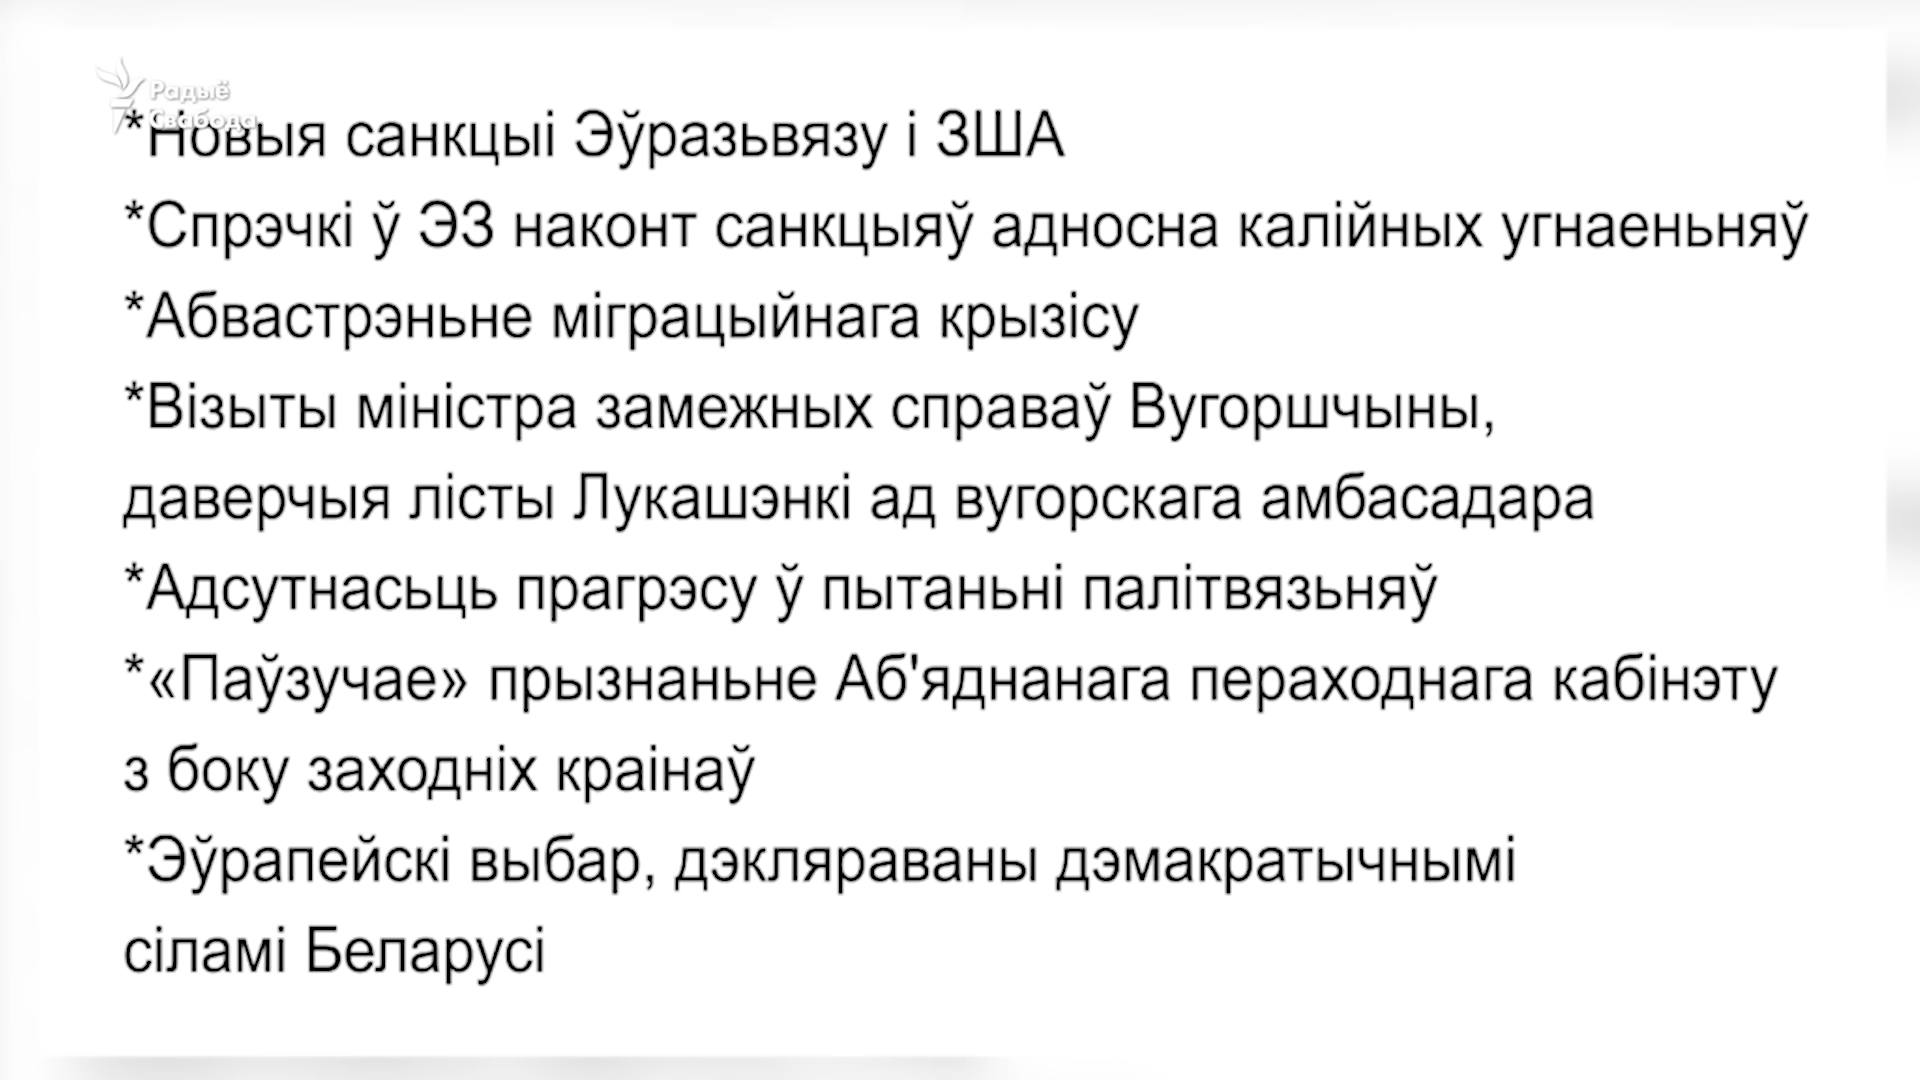 Радыё
Свабода
*Новыя санкцыі Эўразьвязу і ЗША
*Спрэчкі ў ЭЗ наконт санкцыяў адносна калійных угнаеньняў
*Абвастрэньне міграцыйнага крызісу
*Візыты міністра замежных справаў Вугоршчыны,
даверчыя лісты Лукашэнкі ад вугорскага амбасадара
*Адсутнасьць прагрэсу ў пытаньні палітвязьняў
*«Паўзучае» прызнаньне Аб'яднанага пераходнага кабінэту
з боку заходніх краінаў
*Эўрапейскі выбар, дэкляраваны дэмакратычнымі
сіламі Беларусі